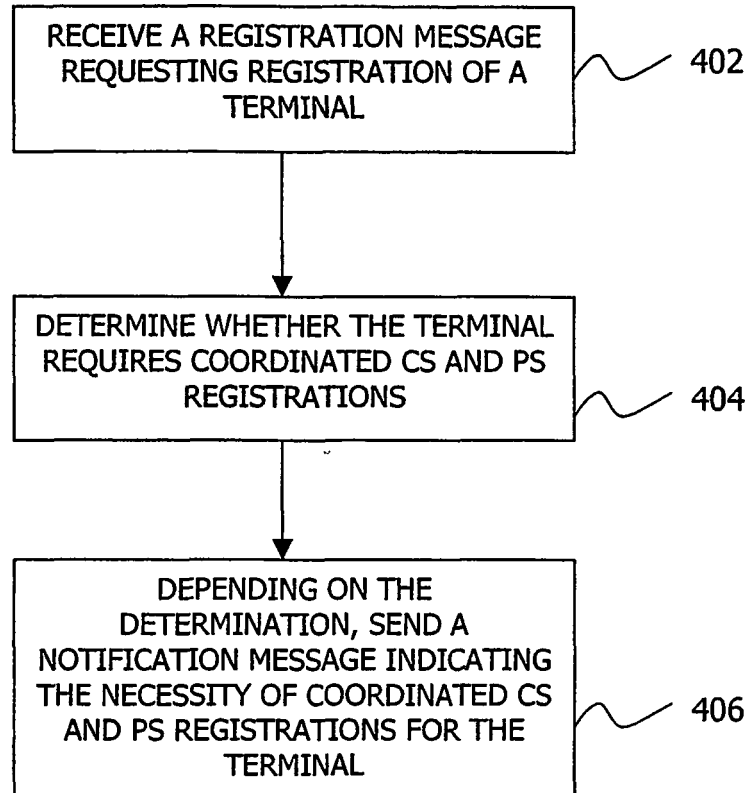 RECEIVE A REGISTRATION MESSAGE
REQUESTING REGISTRATION OF A
TERMINAL
402
DETERMINE WHETHER THE TERMINAL
REQUIRES COORDINATED CS AND PS
REGISTRATIONS
404
DEPENDING ON THE
DETERMINATION, SEND A
NOTIFICATION MESSAGE INDICATING
THE NECESSITY OF COORDINATED CS
AND PS REGISTRATIONS FOR THE
TERMINAL
406